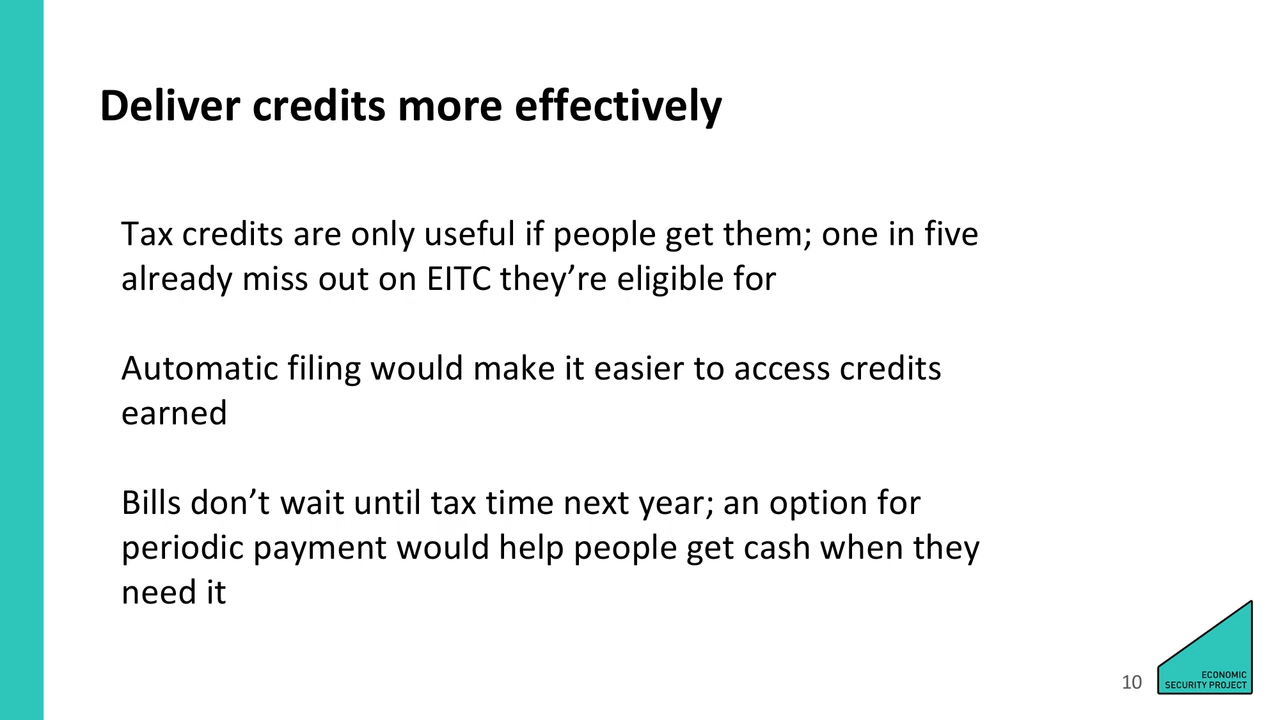 Deliver credits more effectively
Tax credits are only useful if people get them; one in five
already miss out on EITC they’re eligible for
Automatic filing would make it easier to access credits
earned
Bills don’t wait until tax time next year; an option for
periodic payment would help people get cash when they
need it
10
ECONOMIC
SECURITY PROJECT